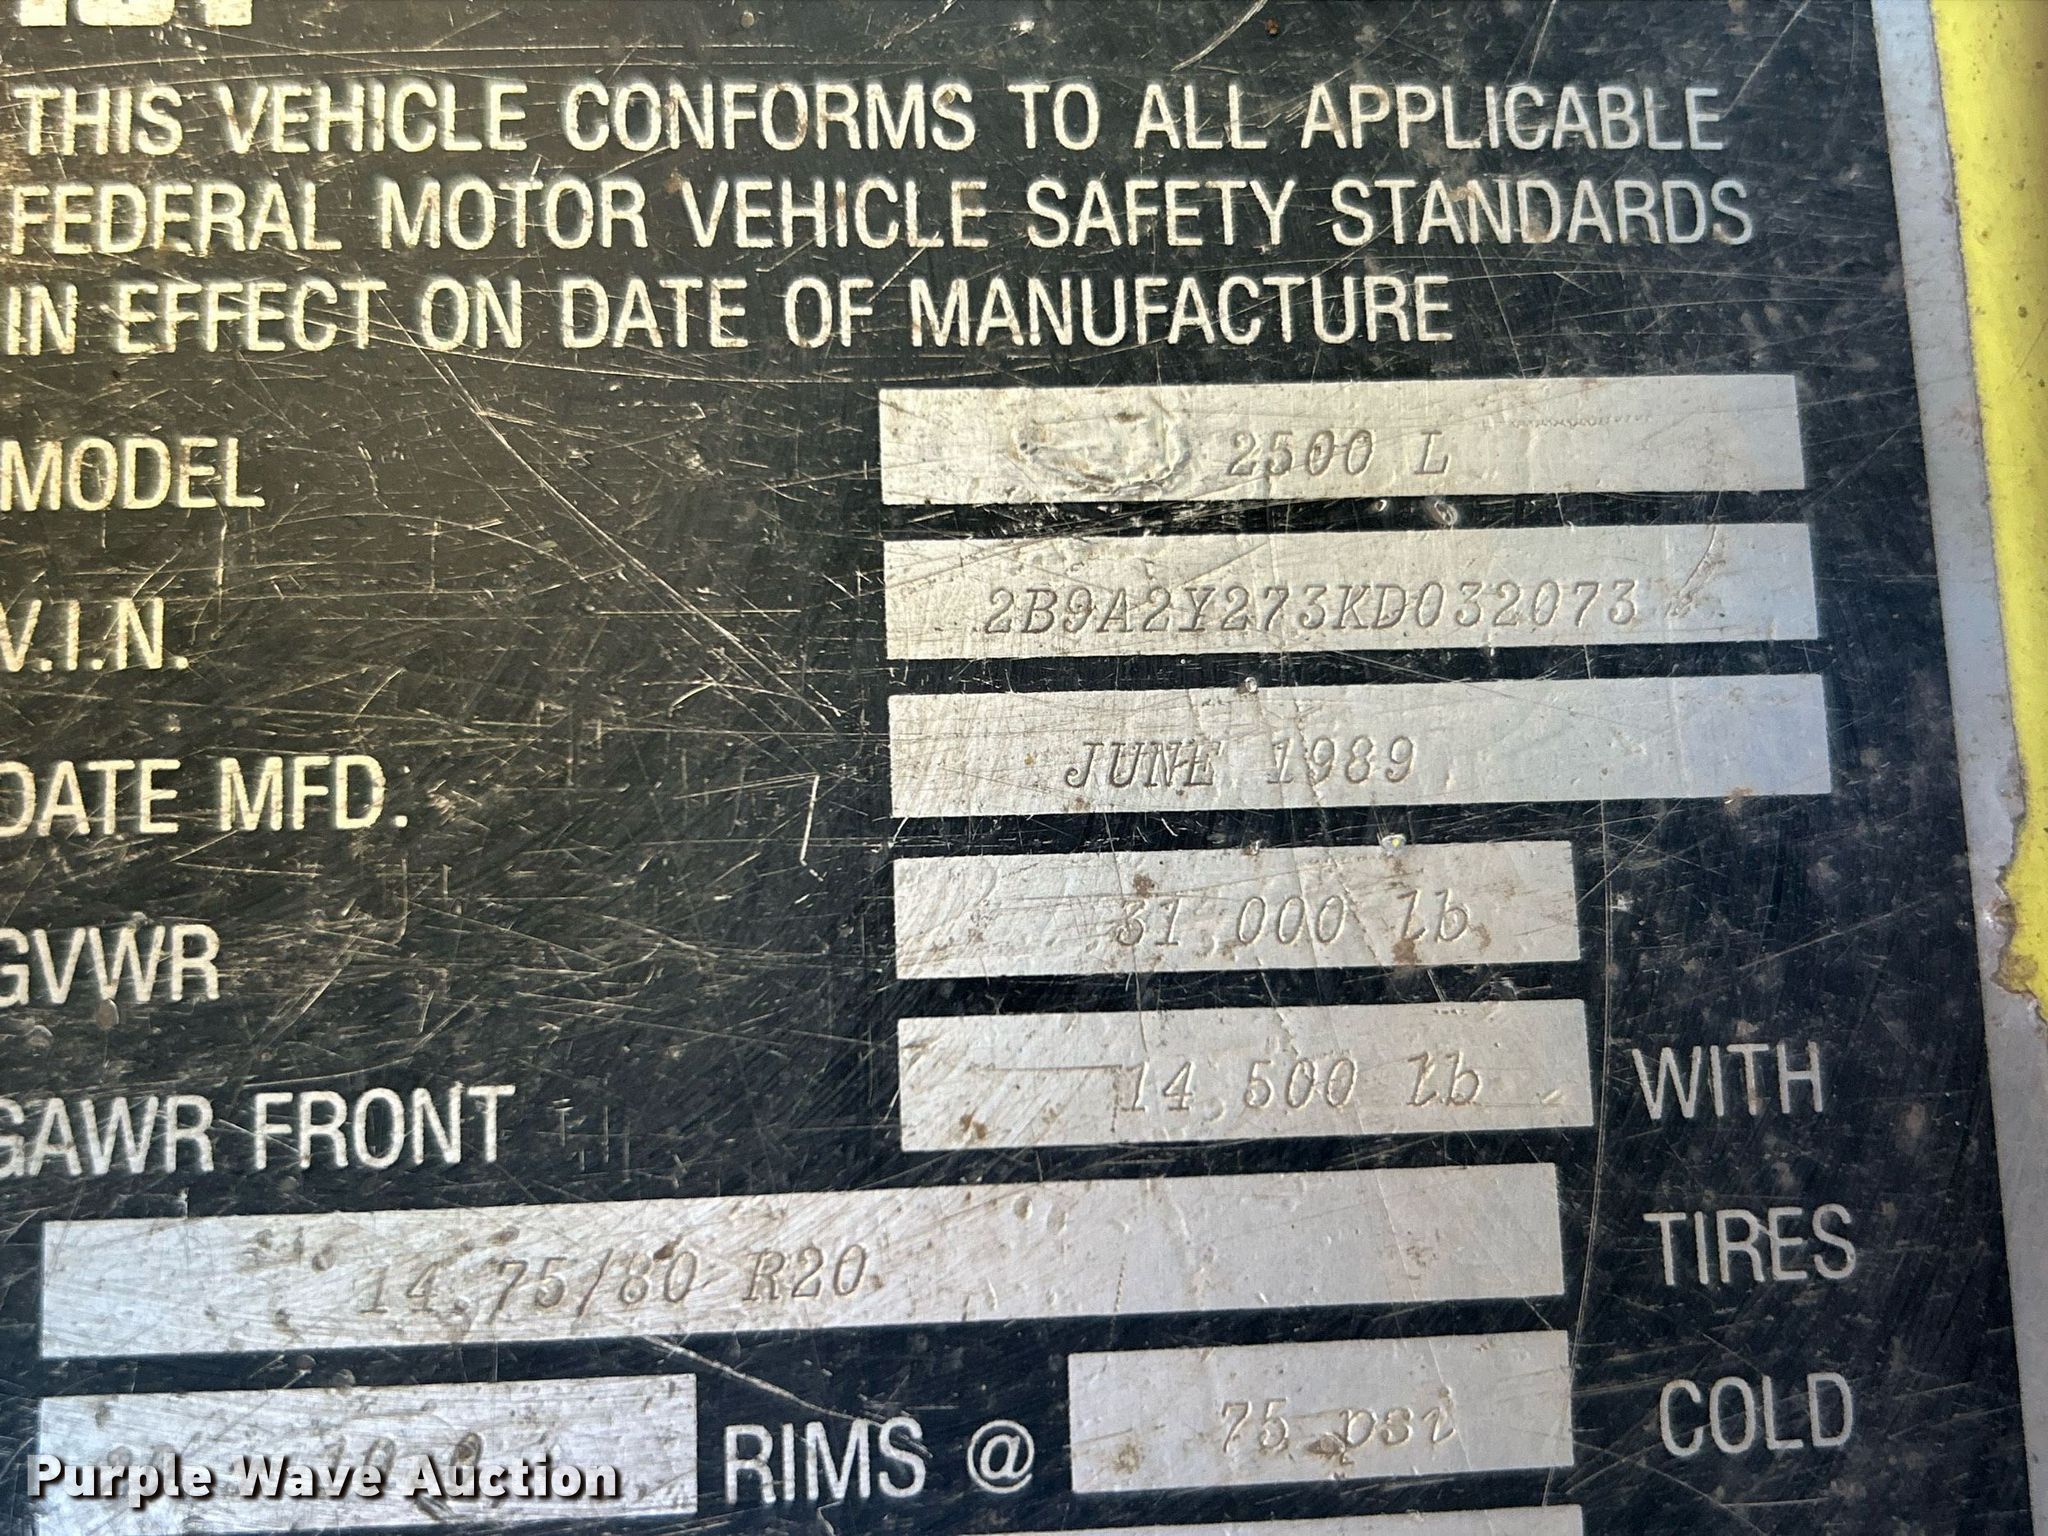 THIS VEHICLE CONFORMS TO ALL APPLICABLE
FEDERAL MOTOR VEHICLE SAFETY STANDARDS
IN EFFECT ON DATE OF MANUFACTURE
MODEL 2500 L
V.I.N. 2B9A2Y273KD032073
DATE MFD: JUNE 1989
GVWR 31,000 lb
GAWR FRONT 14,500 lb WITH
14.75/80 R20 TIRES
RIMS @ 75 psi COLD
Purple Wave Auction